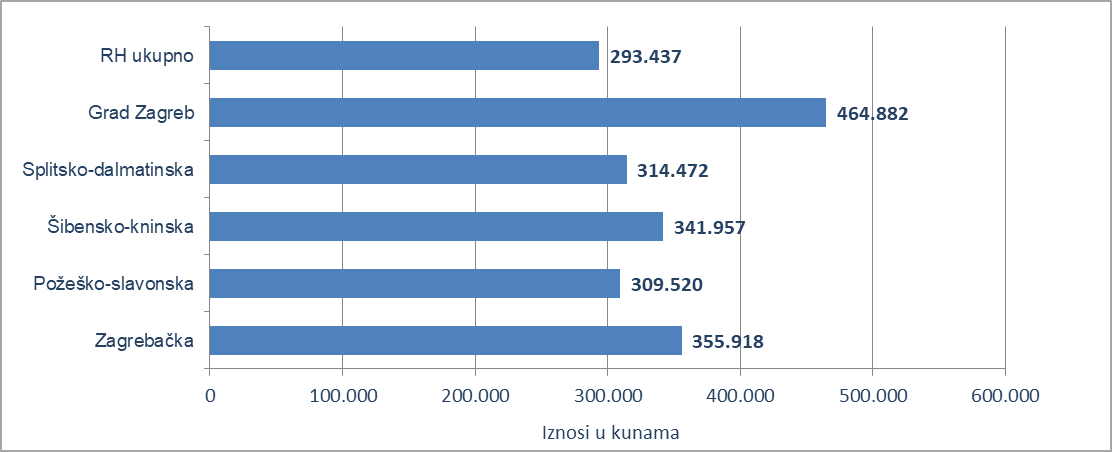 RH ukupno 293.437
Grad Zagreb 464.882
Splitsko-dalmatinska 314.472
Šibensko-kninska 341.957
Požeško-slavonska 309.520
Zagrebačka 355.918
0 100.000 200.000 300.000 400.000 500.000 600.000
Iznosi u kunama